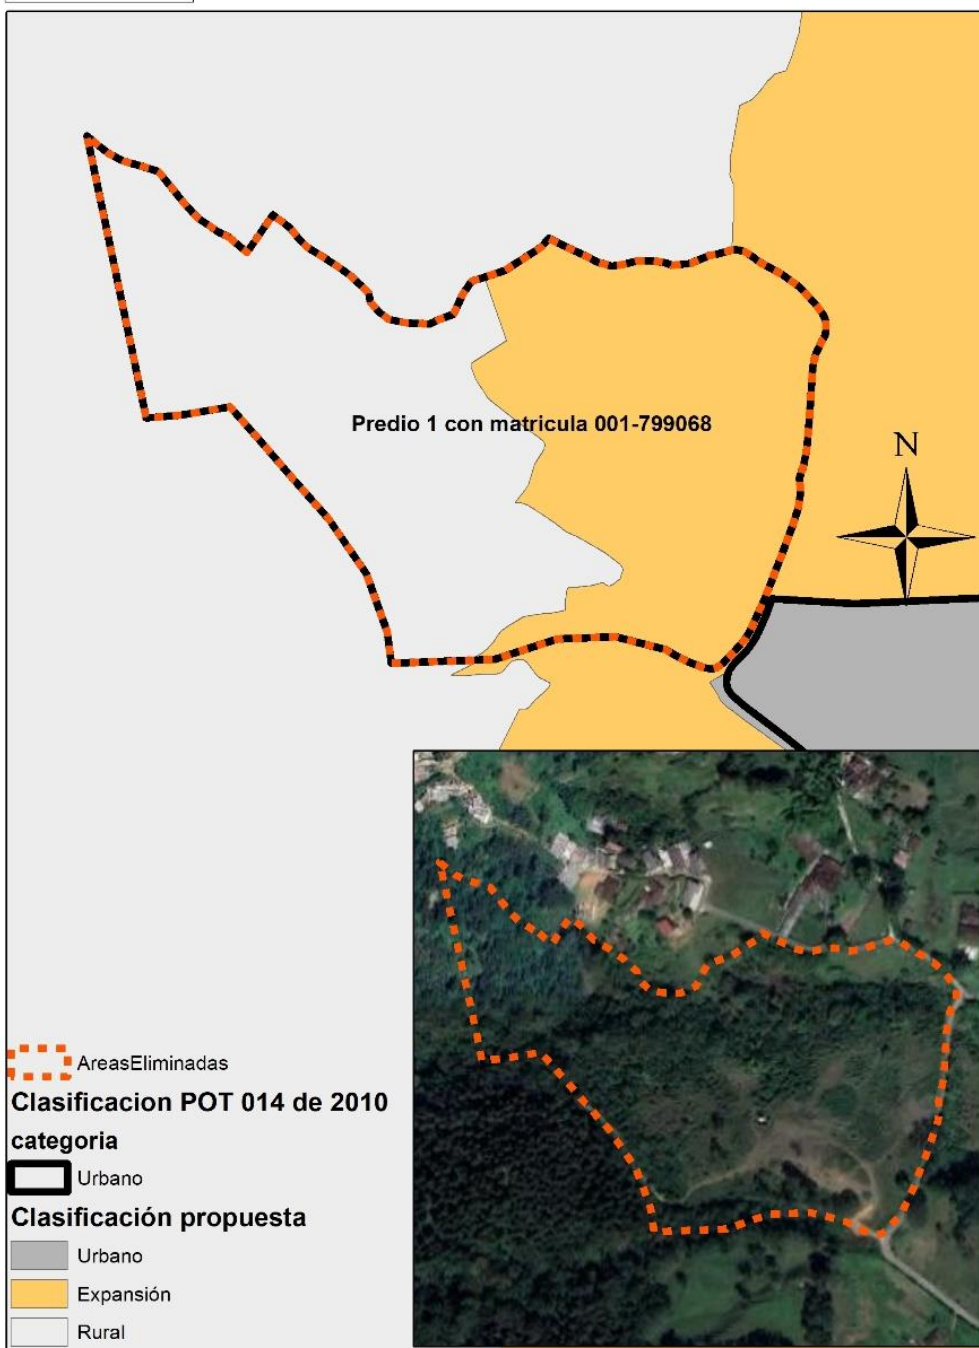 Predio 1 con matricula 001-799068
N
AreasEliminadas
Clasificacion POT 014 de 2010
categoria
Urbano
Clasificación propuesta
Urbano
Expansión
Rural